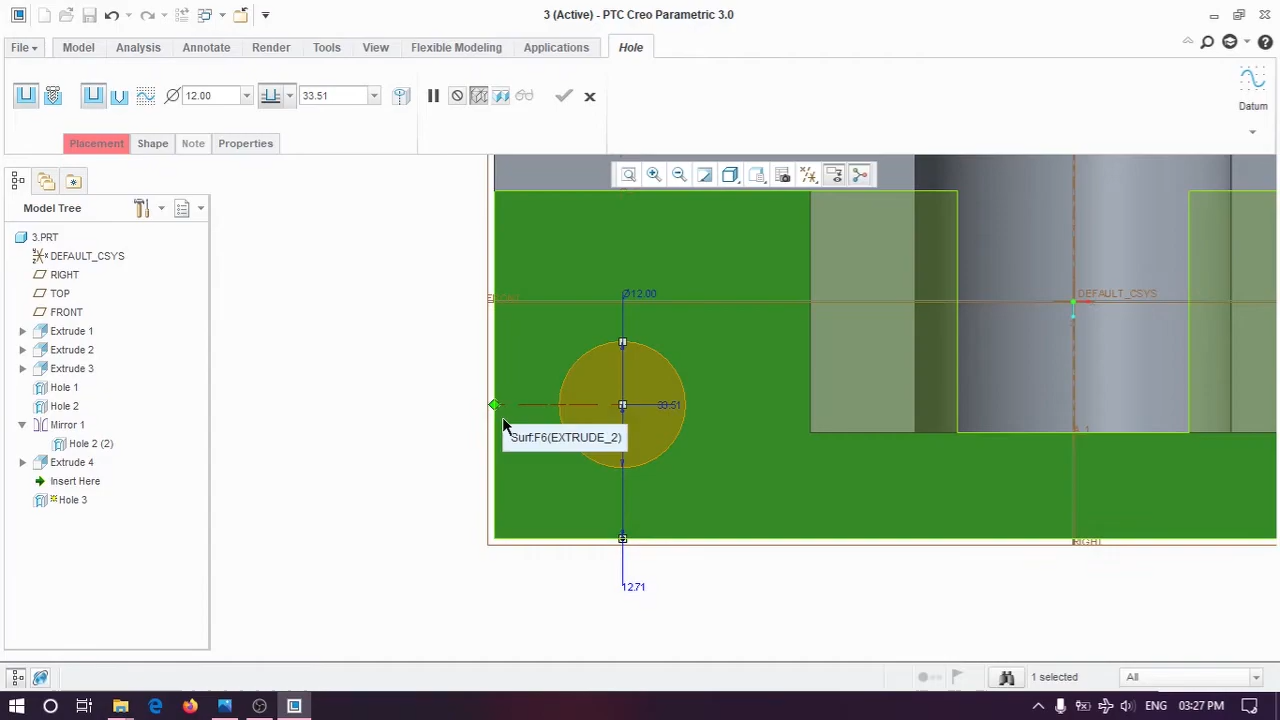 3 (Active) - PTC Creo Parametric 3.0
File Model Analysis Annotate Render Tools View Flexible Modeling Applications Hole
12.00 33.51
Datum
Placement Shape Note Properties
Model Tree
3.PRT
DEFAULT_CSYS
RIGHT
TOP
FRONT
Extrude 1
Extrude 2
Extrude 3
Hole 1
Hole 2
Mirror 1
Hole 2 (2)
Extrude 4
Insert Here
Hole 3
Ø12.00
DEFAULT_CSYS
33.51
Surf:F6(EXTRUDE_2)
RIGHT
12.71
1 selected
All
ENG
03:27 PM